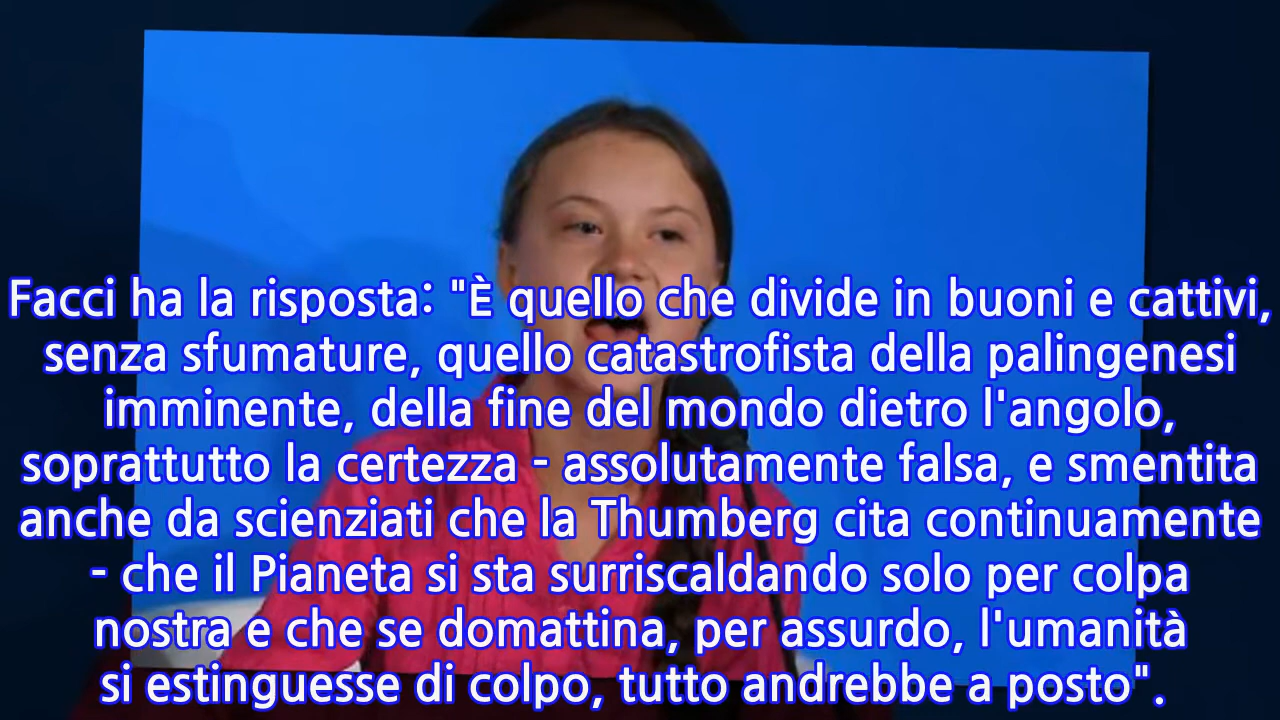 Facci ha la risposta: "È quello che divide in buoni e cattivi,
senza sfumature, quello catastrofista della palingenesi
imminente, della fine del mondo dietro l'angolo,
soprattutto la certezza - assolutamente falsa, e smentita
anche da scienziati che la Thumberg cita continuamente
- che il Pianeta si sta surriscaldando solo per colpa
nostra e che se domattina, per assurdo, l'umanità
si estinguesse di colpo, tutto andrebbe a posto".